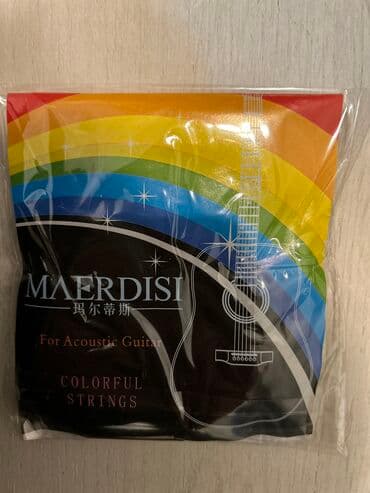 MAERDISI
玛尔蒂斯
For Acoustic Guitar
COLORFUL
STRINGS